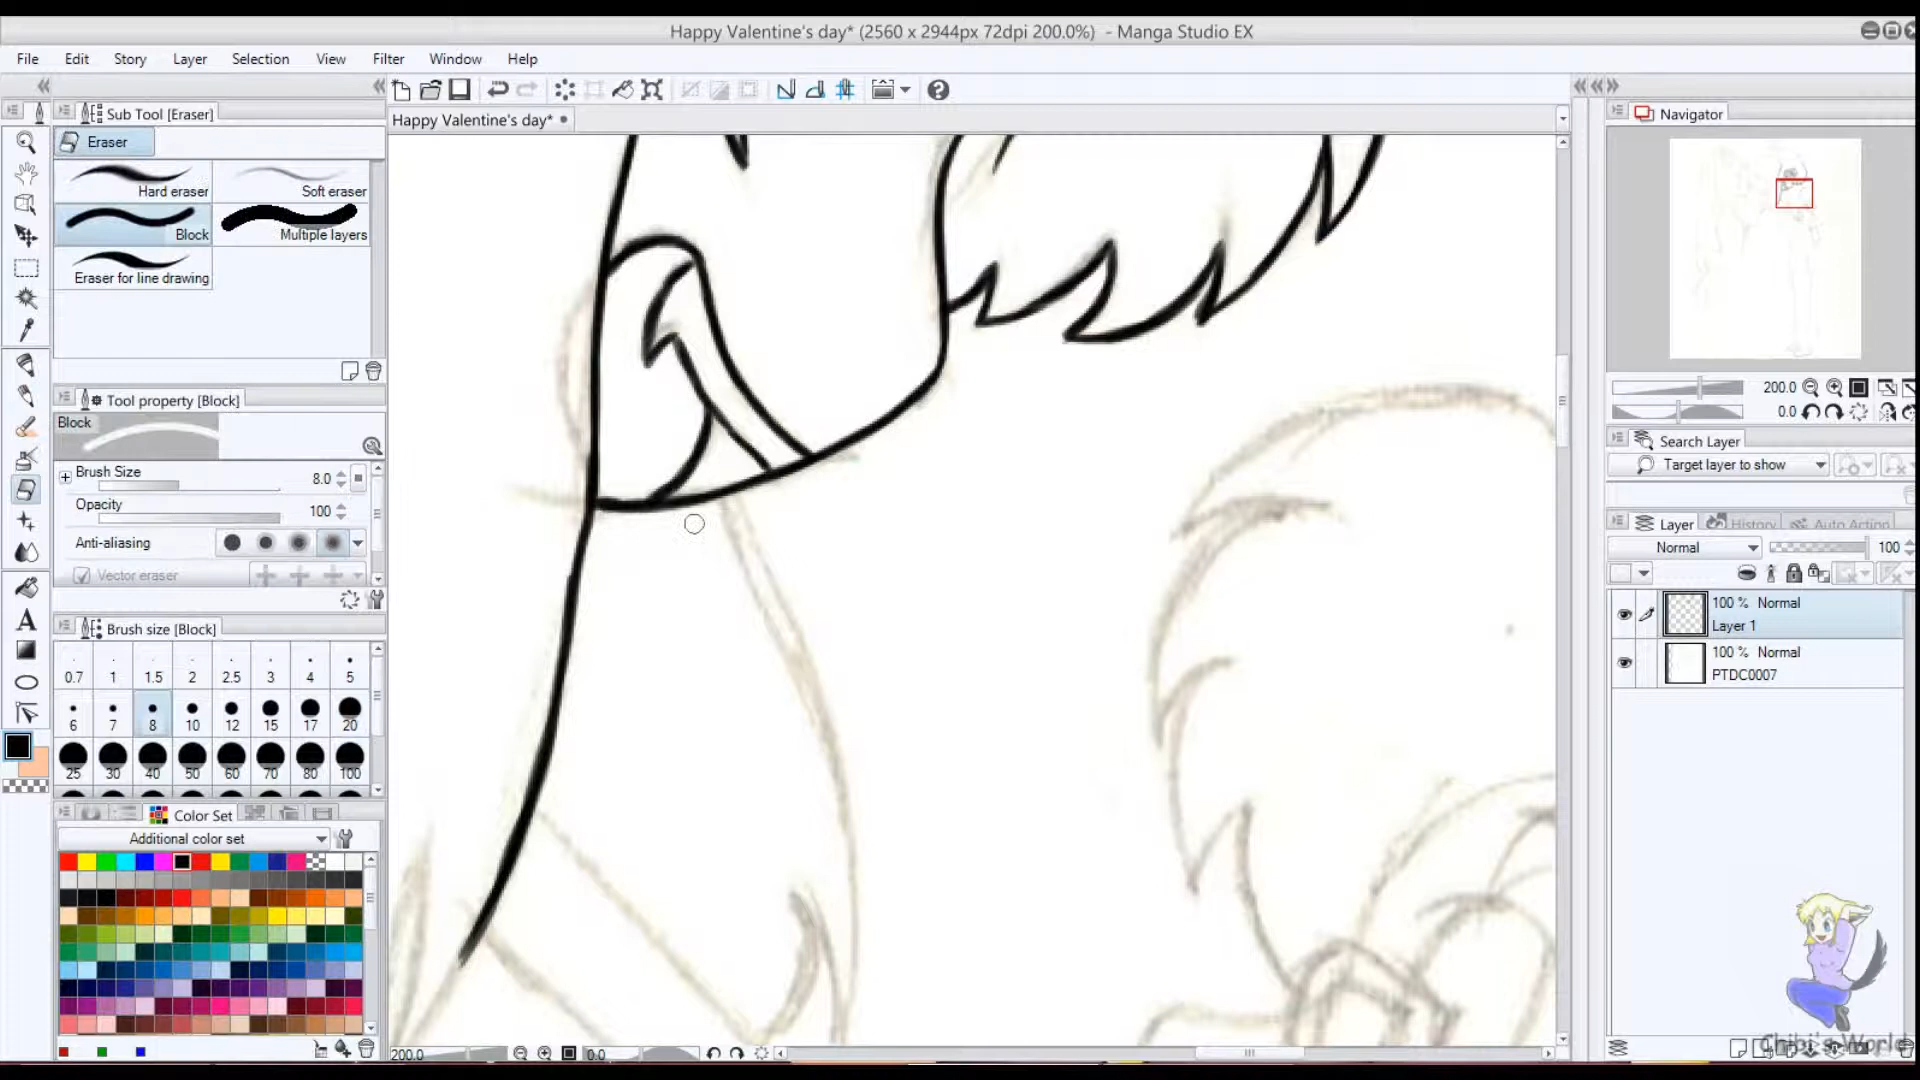 Happy Valentine's day* (2560 x 2944px 72dpi 200.0%) - Manga Studio EX
File Edit Story Layer Selection View Filter Window Help
Sub Tool [Eraser]
Happy Valentine's day*
Navigator
Eraser
Hard eraser
Soft eraser
Block
Multiple layers
Eraser for line drawing
Tool property [Block]
Block
Brush Size 8.0
Opacity 100
Anti-aliasing
Vector eraser
Brush size [Block]
0.7 1 1.5 2 2.5 3 4 5
6 7 8 10 12 15 17 20
25 30 40 50 60 70 80 100
Color Set
Additional color set
200.0 0.0
200.0
0.0
Search Layer
Target layer to show
Layer History Auto Action
Normal 100
100 % Normal
Layer 1
100 % Normal
PTDC0007
Chibi's World